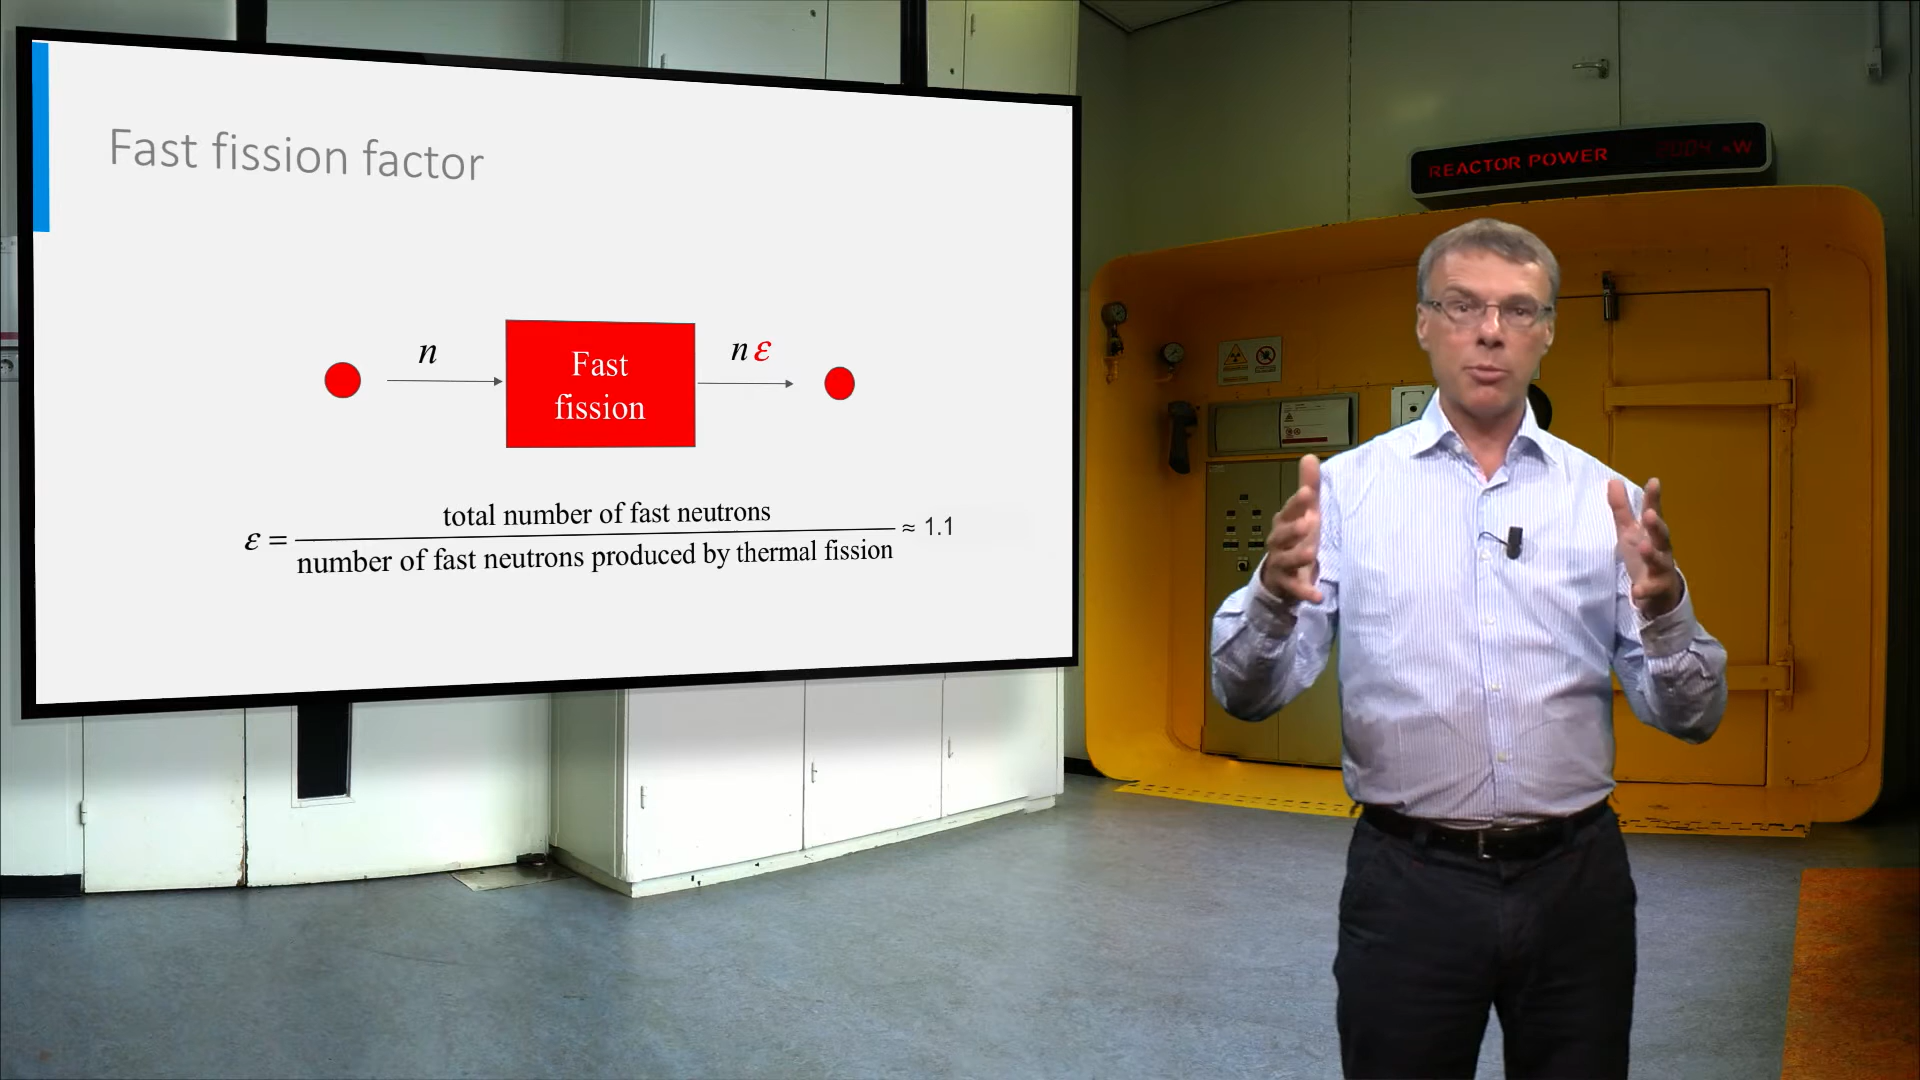 Fast fission factor
n
Fast
fission
n ε
total number of fast neutrons
ε = ≈ 1.1
number of fast neutrons produced by thermal fission
REACTOR POWER